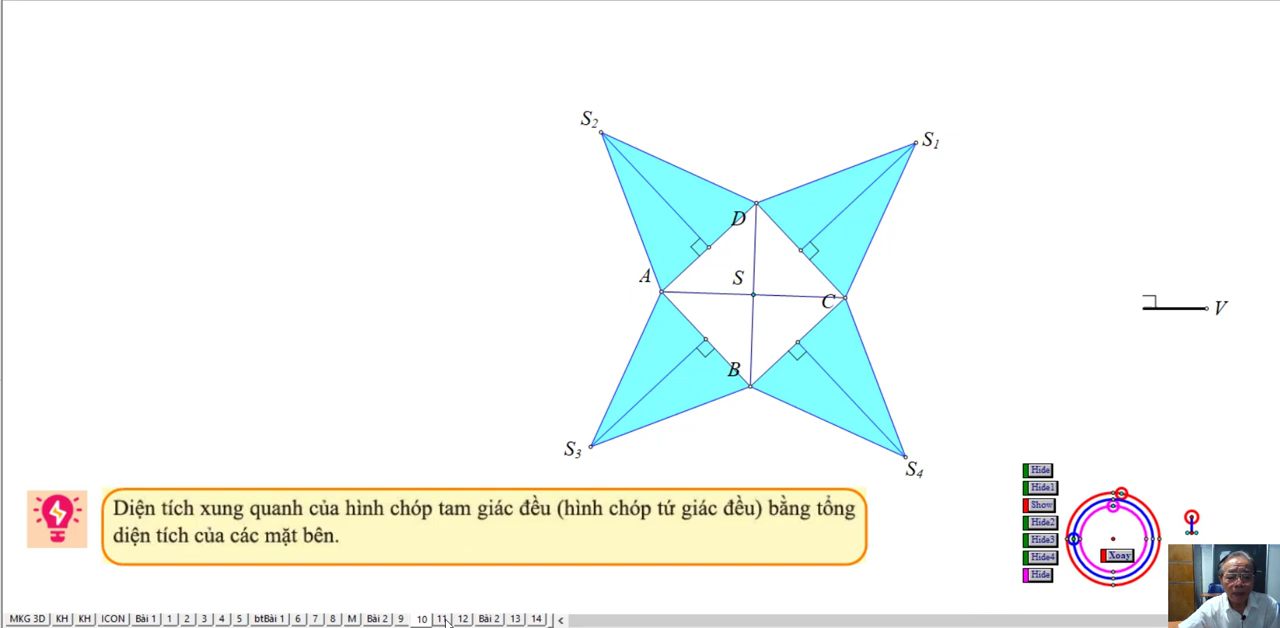 S2
S1
D
A
S
C
V
B
S3
S4
Hide
Hide1
Show
Hide2
Hide3
Hide4
Hide
Xoay
Diện tích xung quanh của hình chóp tam giác đều (hình chóp tứ giác đều) bằng tổng
diện tích của các mặt bên.
MKG 3D KH KH ICON Bài 1 1 2 3 4 5 btBài 1 6 7 8 M Bài 2 9 10 11 12 Bài 2 13 14 <